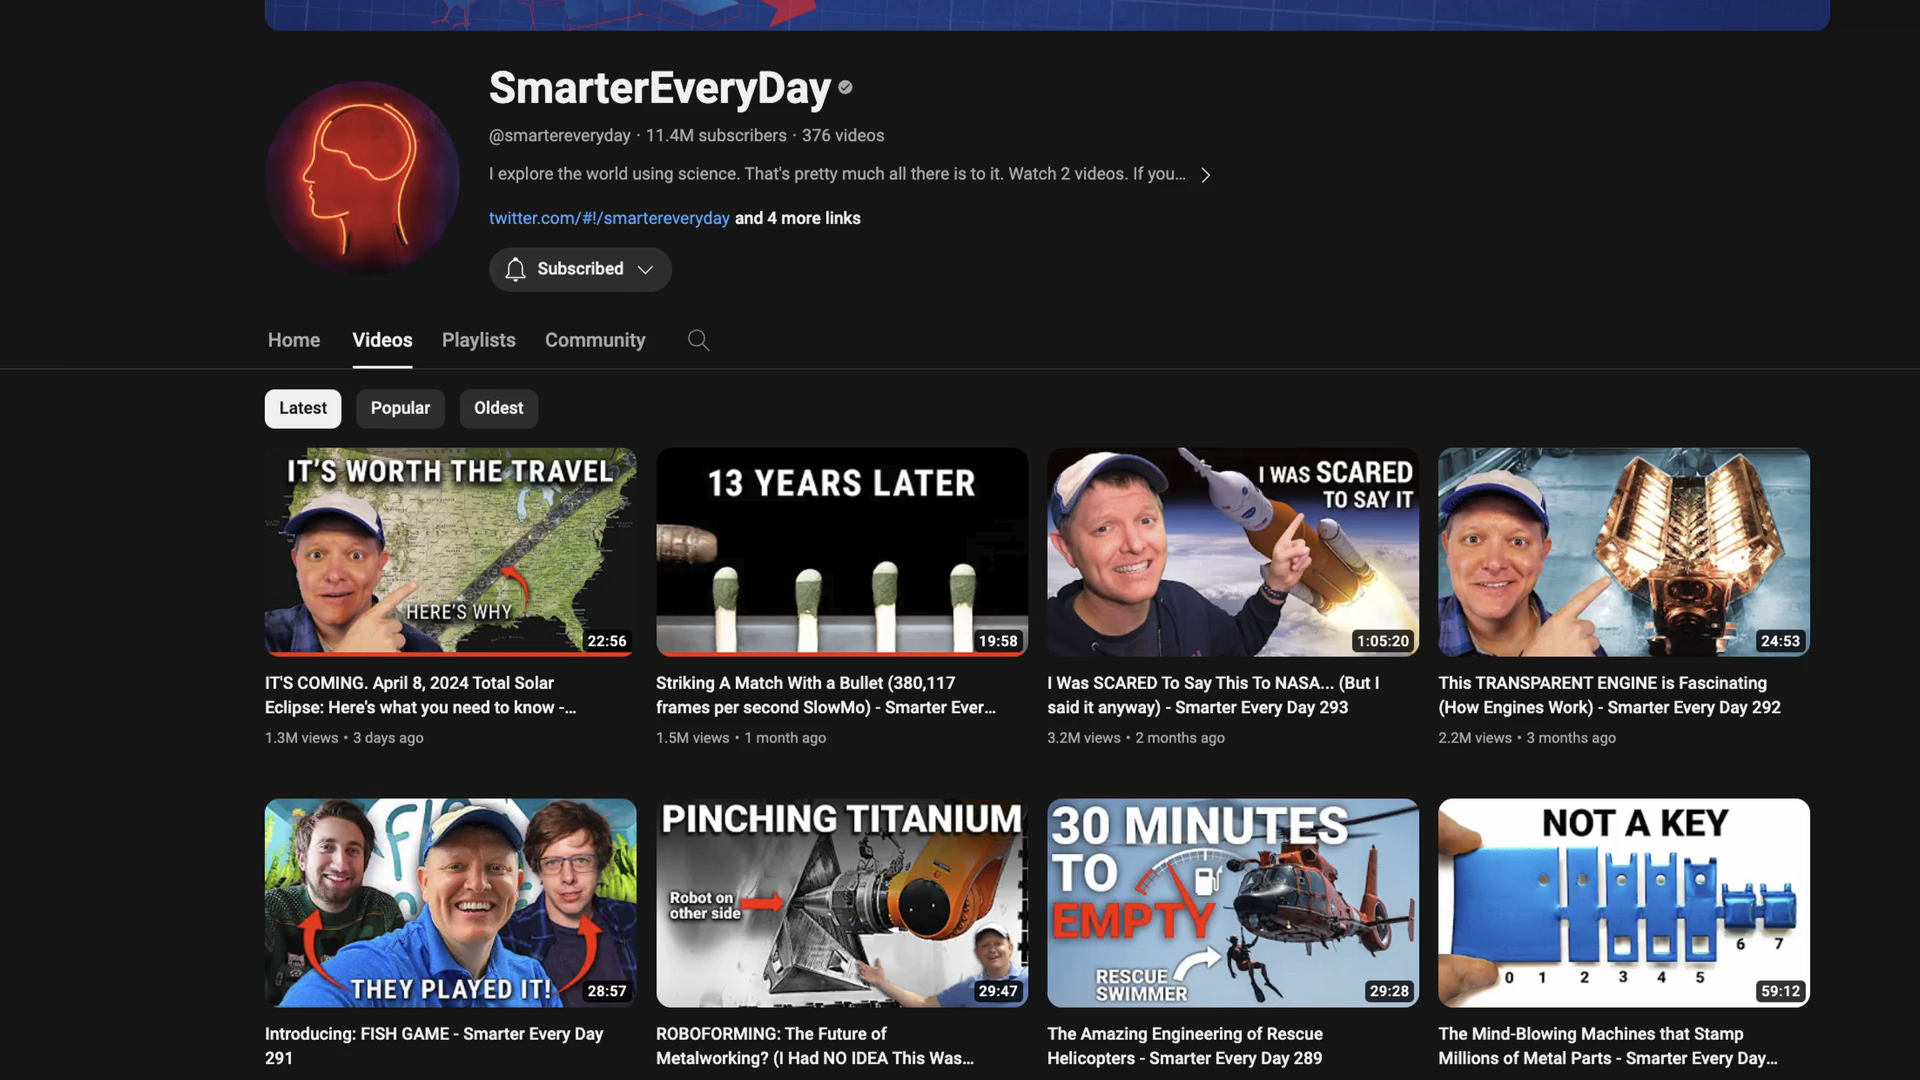 SmarterEveryDay
@smartereveryday · 11.4M subscribers · 376 videos
I explore the world using science. That's pretty much all there is to it. Watch 2 videos. If you...
twitter.com/#!/smartereveryday and 4 more links
Subscribed
Home Videos Playlists Community
Latest Popular Oldest
IT'S WORTH THE TRAVEL
HERE'S WHY
22:56
13 YEARS LATER
19:58
I WAS SCARED
TO SAY IT
1:05:20
24:53
IT'S COMING. April 8, 2024 Total Solar
Eclipse: Here's what you need to know -...
1.3M views • 3 days ago
Striking A Match With a Bullet (380,117
frames per second SlowMo) - Smarter Ever...
1.5M views • 1 month ago
I Was SCARED To Say This To NASA... (But I
said it anyway) - Smarter Every Day 293
3.2M views • 2 months ago
This TRANSPARENT ENGINE is Fascinating
(How Engines Work) - Smarter Every Day 292
2.2M views • 3 months ago
THEY PLAYED IT!
28:57
PINCHING TITANIUM
Robot on
other side
29:47
30 MINUTES
TO
EMPTY
RESCUE
SWIMMER
29:28
NOT A KEY
0 1 2 3 4 5 6 7
59:12
Introducing: FISH GAME - Smarter Every Day
291
ROBOFORMING: The Future of
Metalworking? (I Had NO IDEA This Was...
The Amazing Engineering of Rescue
Helicopters - Smarter Every Day 289
The Mind-Blowing Machines that Stamp
Millions of Metal Parts - Smarter Every Day...